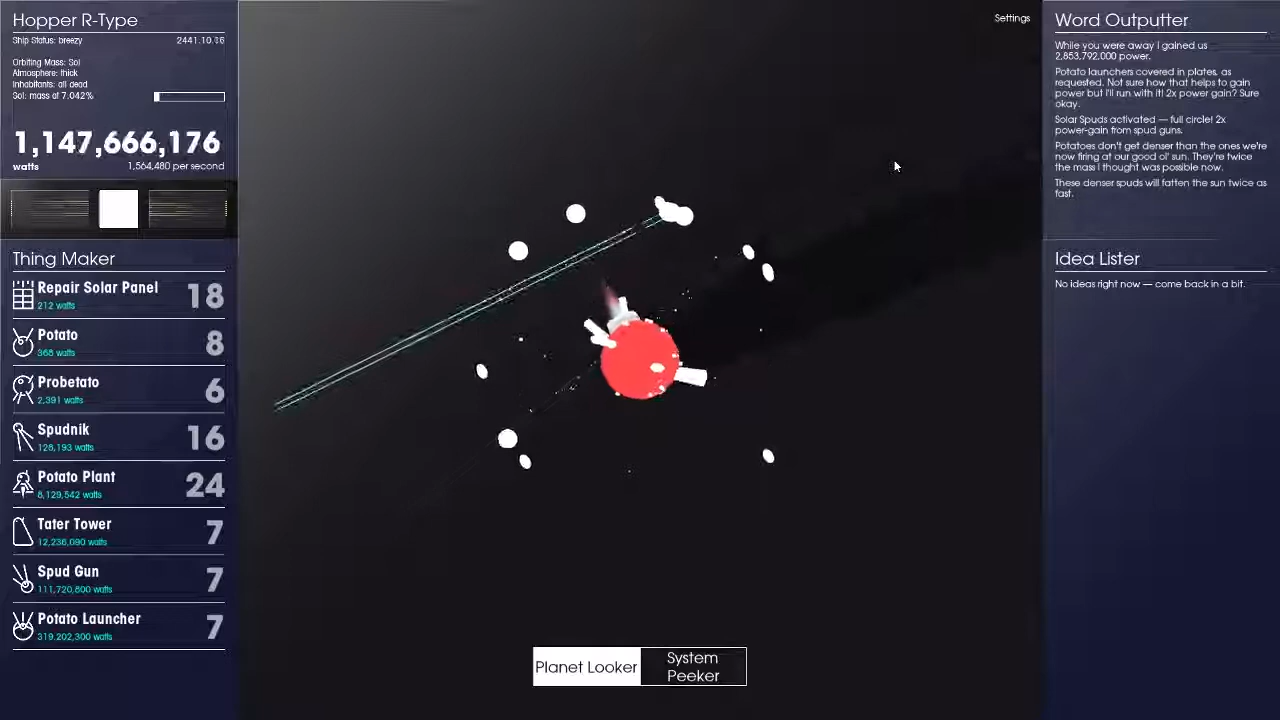 Hopper R-Type
Ship Status: breezy
2441.10.16
Orbiting Mass: Sol
Atmosphere: thick
Inhabitants: all dead
Sol: mass at 7.042%
1,147,666,176
watts
1,564,480 per second
Thing Maker
Repair Solar Panel
212 watts
18
Potato
368 watts
8
Probetato
2,391 watts
6
Spudnik
128,193 watts
16
Potato Plant
8,129,542 watts
24
Tater Tower
12,236,090 watts
7
Spud Gun
111,720,800 watts
7
Potato Launcher
319,202,300 watts
7
Settings
Planet Looker
System
Peeker
Word Outputter
While you were away I gained us
2,853,792,000 power.
Potato launchers covered in plates, as
requested. Not sure how that helps to gain
power but I'll run with it! 2x power gain? Sure
okay.
Solar Spuds activated — full circle! 2x
power-gain from spud guns.
Potatoes don't get denser than the ones we're
now firing at our good ol' sun. They're twice
the mass I thought was possible now.
These denser spuds will fatten the sun twice as
fast.
Idea Lister
No ideas right now — come back in a bit.